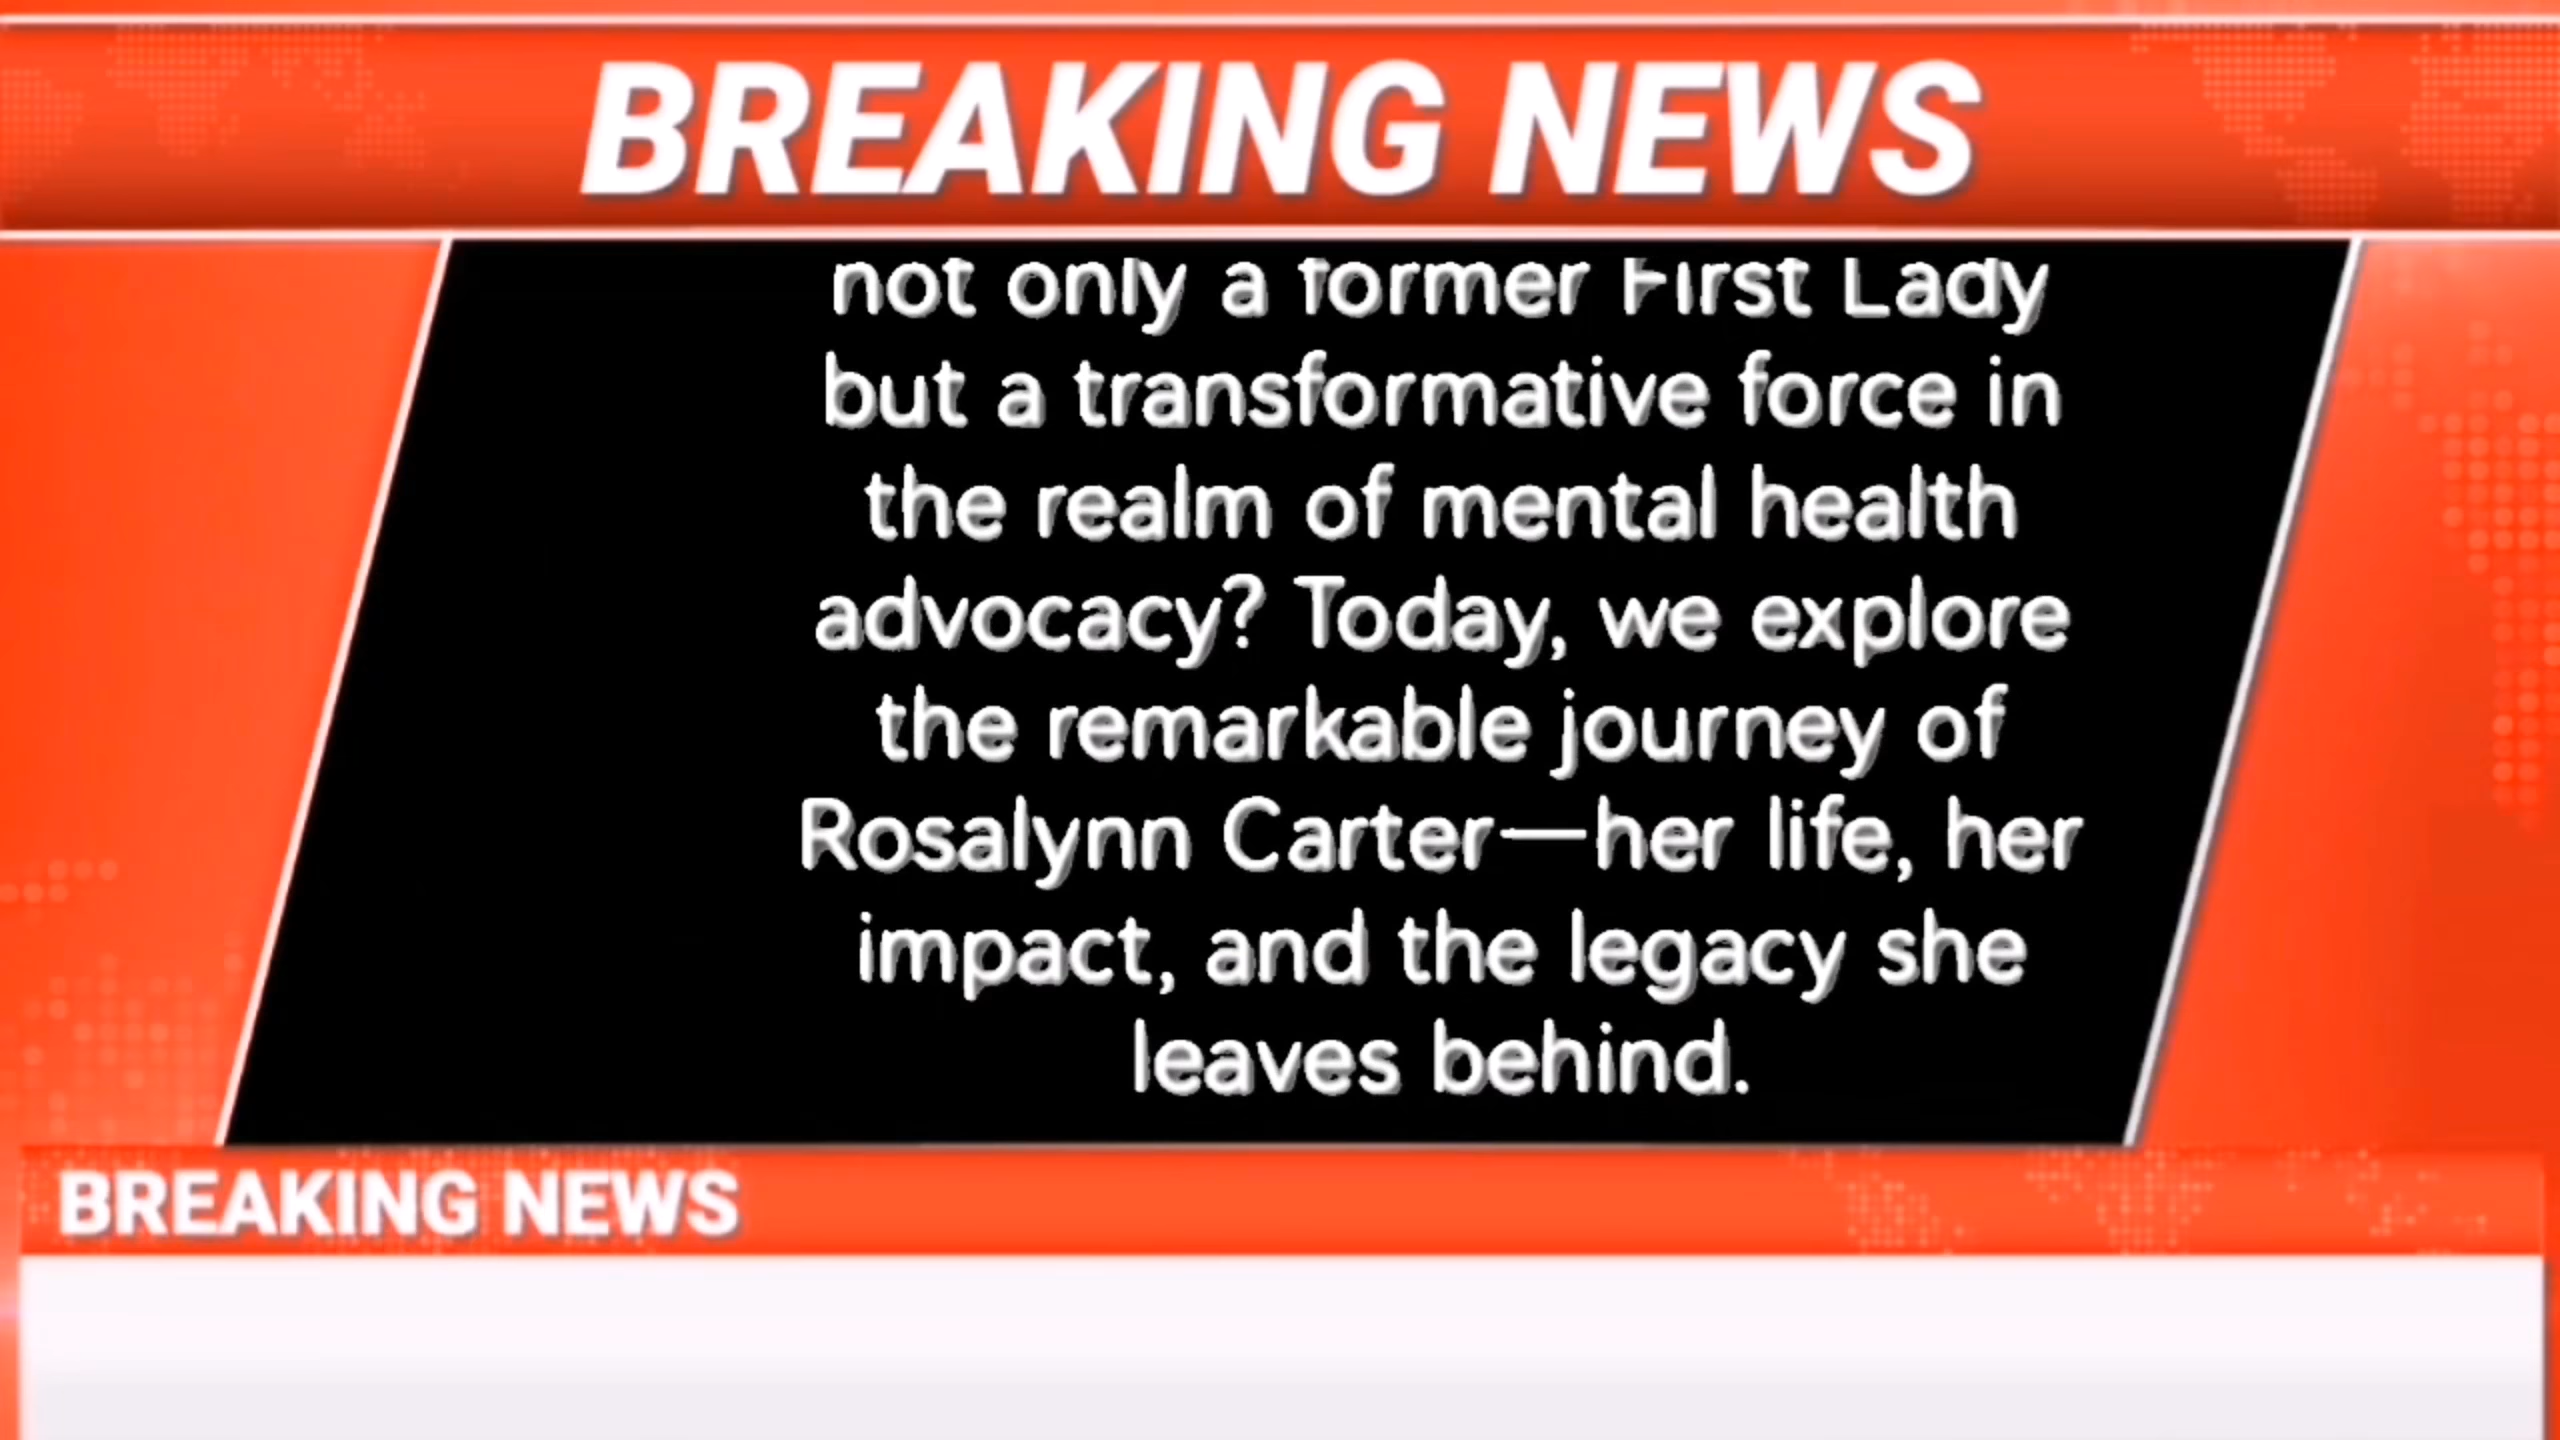 BREAKING NEWS
not only a former First Lady
but a transformative force in
the realm of mental health
advocacy? Today, we explore
the remarkable journey of
Rosalynn Carter—her life, her
impact, and the legacy she
leaves behind.
BREAKING NEWS